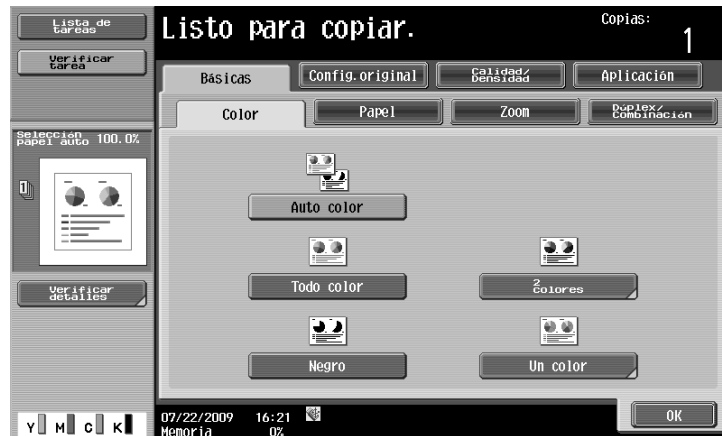 Lista de
tareas
Listo para copiar.
Copias:
1
Verificar
tarea
Básicas
Config.original
Calidad/
Densidad
Aplicación
Color
Papel
Zoom
Dúplex/
Combinación
Selección
papel auto 100.0%
1
Auto color
Todo color
2
colores
Verificar
detalles
Negro
Un color
OK
Y M C K
07/22/2009 16:21
Memoria 0%